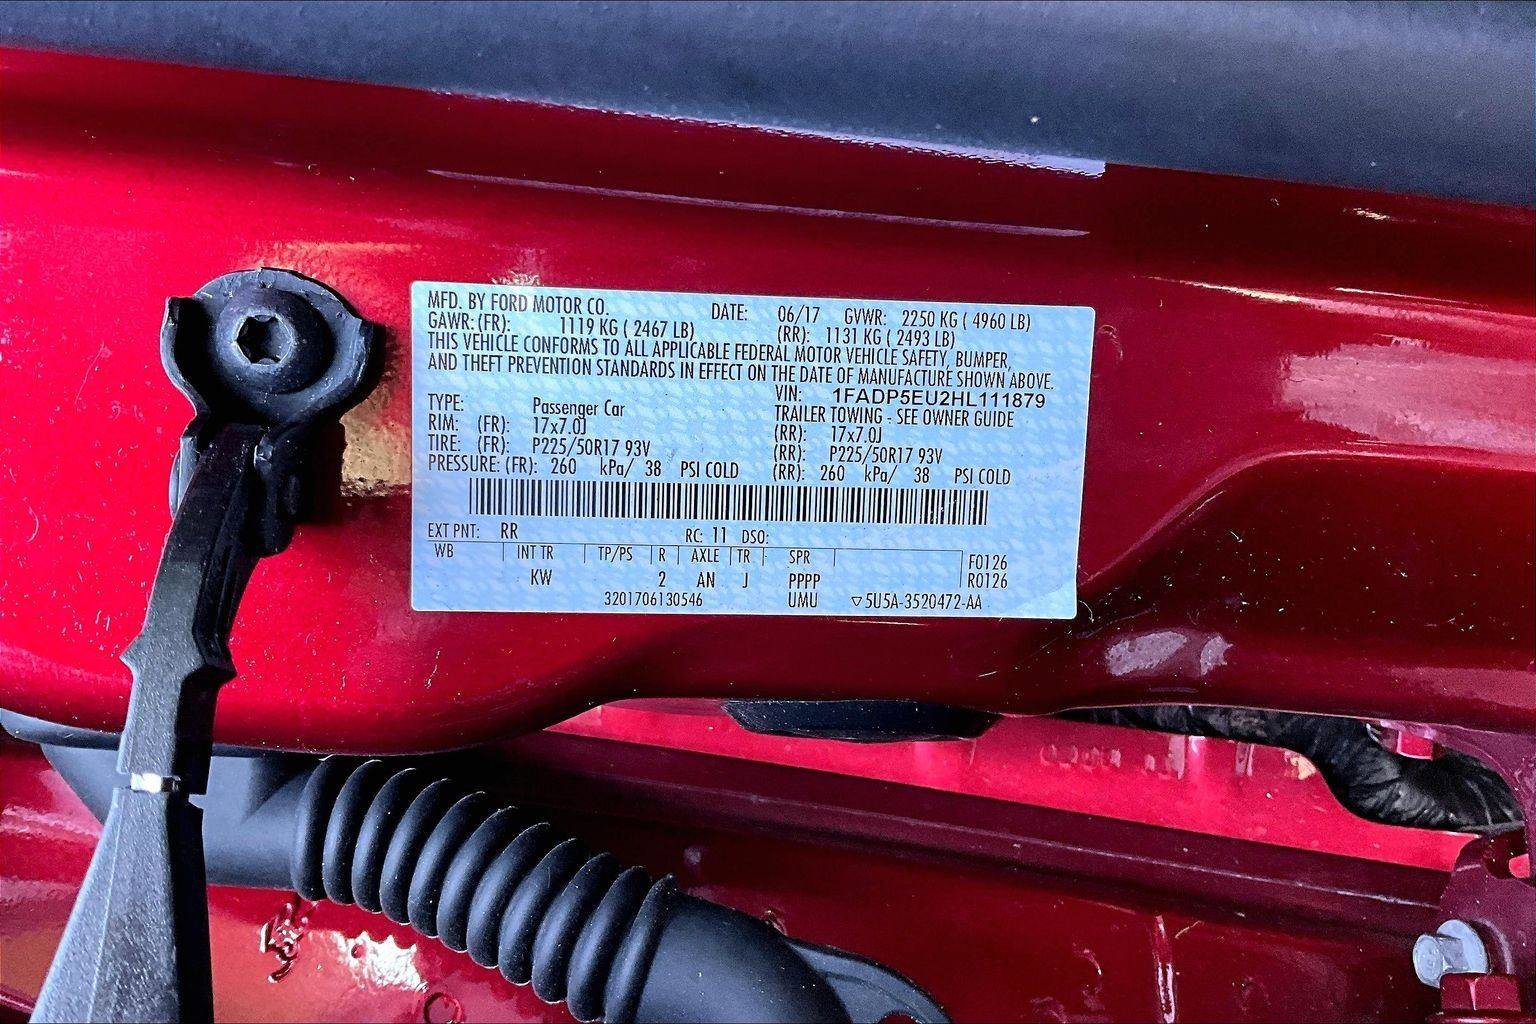 MFD. BY FORD MOTOR CO. DATE: 06/17 GVWR: 2250 KG ( 4960 LB)
GAWR: (FR): 1119 KG ( 2467 LB) (RR): 1131 KG ( 2493 LB)
THIS VEHICLE CONFORMS TO ALL APPLICABLE FEDERAL MOTOR VEHICLE SAFETY, BUMPER,
AND THEFT PREVENTION STANDARDS IN EFFECT ON THE DATE OF MANUFACTURE SHOWN ABOVE.
VIN: 1FADP5EU2HL111879
TYPE: Passenger Car TRAILER TOWING - SEE OWNER GUIDE
RIM: (FR): 17x7.0J (RR): 17x7.0J
TIRE: (FR): P225/50R17 93V (RR): P225/50R17 93V
PRESSURE: (FR): 260 kPa/ 38 PSI COLD (RR): 260 kPa/ 38 PSI COLD
EXT PNT: RR RC: 11 DSO:
WB INT TR TP/PS R AXLE TR SPR F0126
KW 2 AN J PPPP R0126
3201706130546 UMU ▽5U5A-3520472-AA